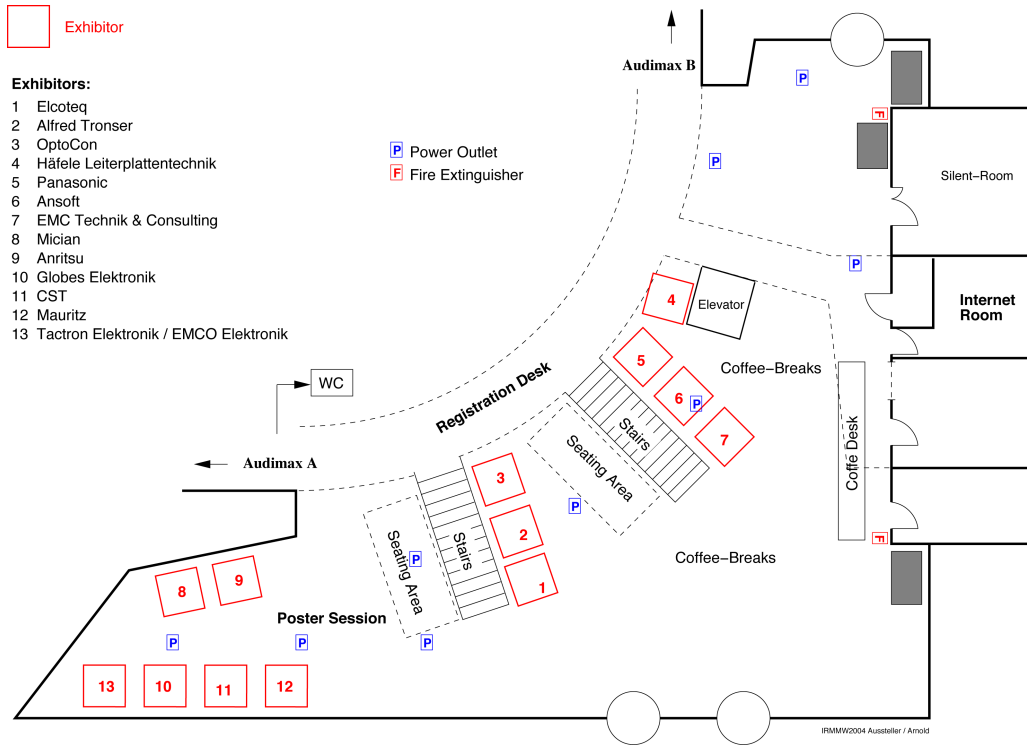 Exhibitor
Exhibitors:
1 Elcoteq
2 Alfred Tronser
3 OptoCon
4 Häfele Leiterplattentechnik
5 Panasonic
6 Ansoft
7 EMC Technik & Consulting
8 Mician
9 Anritsu
10 Globes Elektronik
11 CST
12 Mauritz
13 Tactron Elektronik / EMCO Elektronik
P Power Outlet
F Fire Extinguisher
Audimax B
P
P
F
Silent-Room
P
Internet
Room
4
Elevator
5
6
P
7
Coffee-Breaks
Registration Desk
WC
Audimax A
Stairs
Seating Area
P
Coffé Desk
3
2
1
Stairs
Seating Area
P
Coffee-Breaks
F
8
9
Poster Session
P
P
P
13
10
11
12
IRMMW2004 Aussteller / Arnold